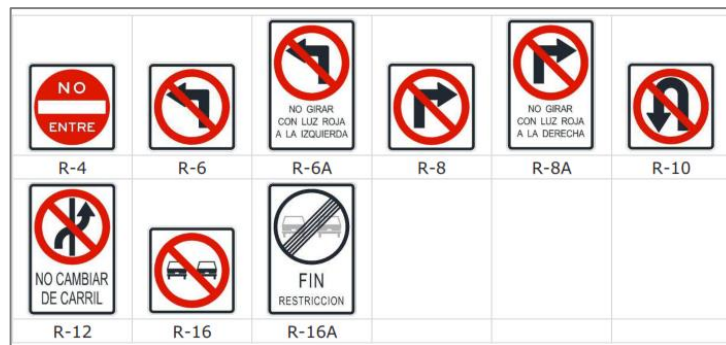 NO
ENTRE
NO GIRAR
CON LUZ ROJA
A LA IZQUIERDA
NO GIRAR
CON LUZ ROJA
A LA DERECHA
R-4
R-6
R-6A
R-8
R-8A
R-10
NO CAMBIAR
DE CARRIL
FIN
RESTRICCION
R-12
R-16
R-16A